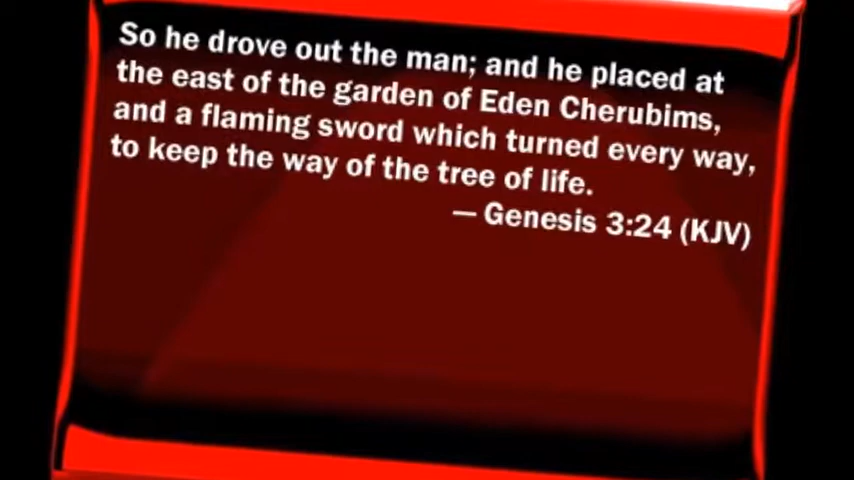 So he drove out the man; and he placed at
the east of the garden of Eden Cherubims,
and a flaming sword which turned every way,
to keep the way of the tree of life.
— Genesis 3:24 (KJV)